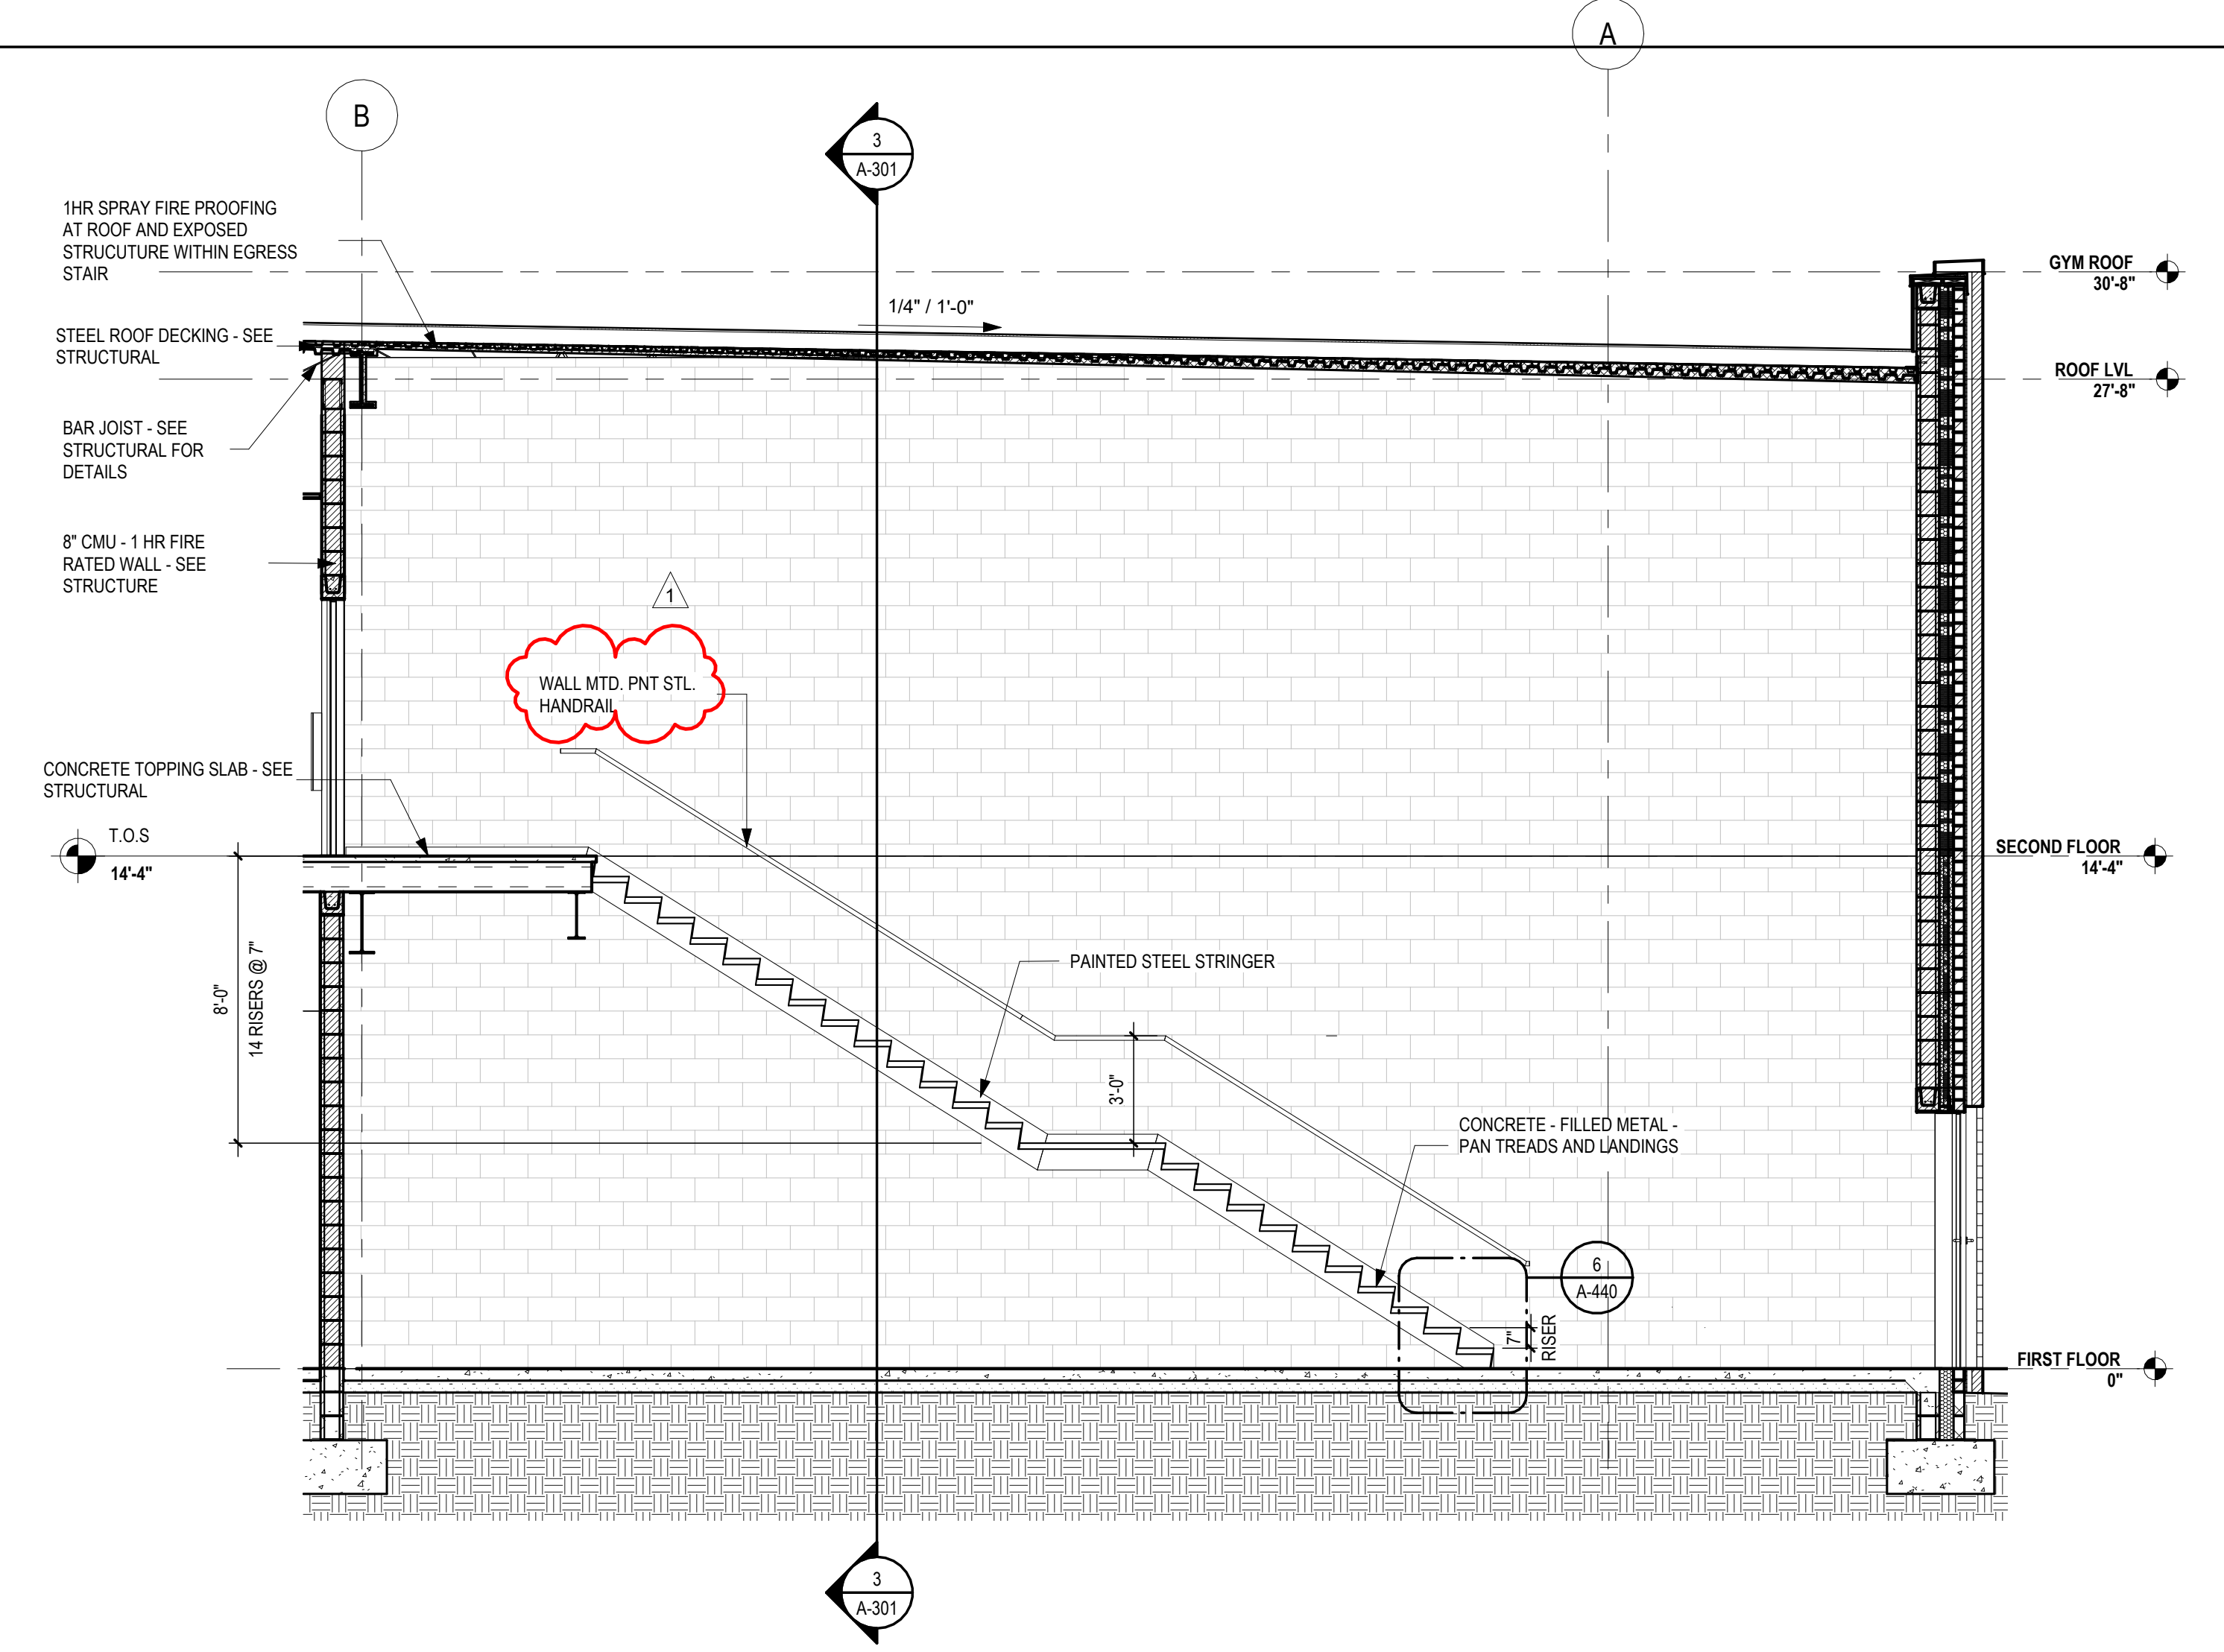 A
B
3
A-301
1HR SPRAY FIRE PROOFING
AT ROOF AND EXPOSED
STRUCUTURE WITHIN EGRESS
STAIR
GYM ROOF
30'-8"
1/4" / 1'-0"
STEEL ROOF DECKING - SEE
STRUCTURAL
ROOF LVL
27'-8"
BAR JOIST - SEE
STRUCTURAL FOR
DETAILS
8" CMU - 1 HR FIRE
RATED WALL - SEE
STRUCTURE
1
WALL MTD. PNT STL.
HANDRAIL
CONCRETE TOPPING SLAB - SEE
STRUCTURAL
T.O.S
14'-4"
SECOND FLOOR
14'-4"
8'-0"
14 RISERS @ 7"
PAINTED STEEL STRINGER
3'-0"
CONCRETE - FILLED METAL -
PAN TREADS AND LANDINGS
6
A-440
7"
RISER
FIRST FLOOR
0"
3
A-301